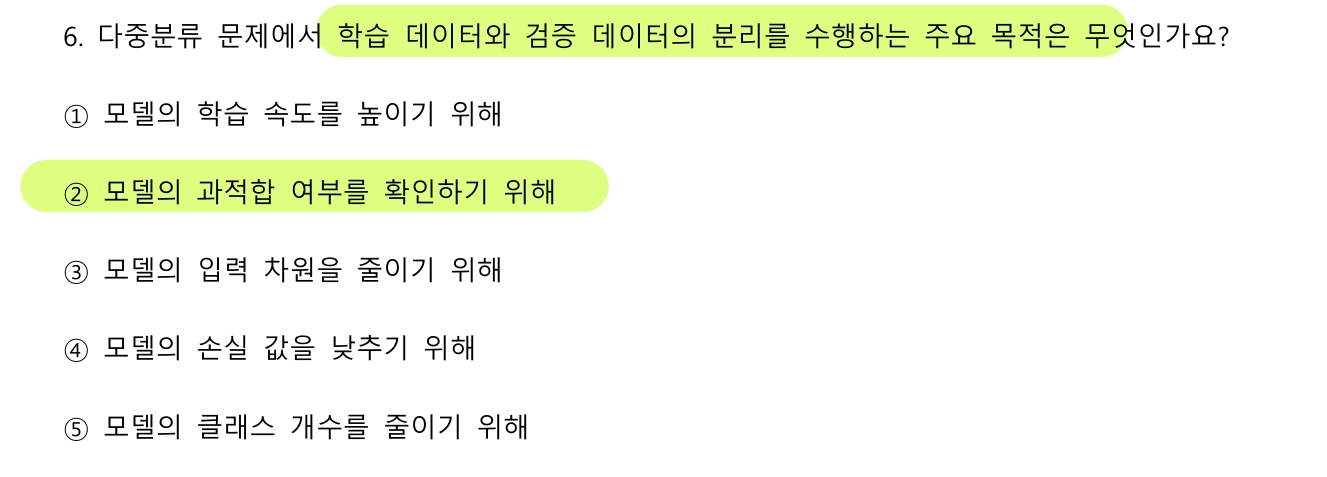 6. 다중분류 문제에서 학습 데이터와 검증 데이터의 분리를 수행하는 주요 목적은 무엇인가요?
① 모델의 학습 속도를 높이기 위해
② 모델의 과적합 여부를 확인하기 위해
③ 모델의 입력 차원을 줄이기 위해
④ 모델의 손실 값을 낮추기 위해
⑤ 모델의 클래스 개수를 줄이기 위해